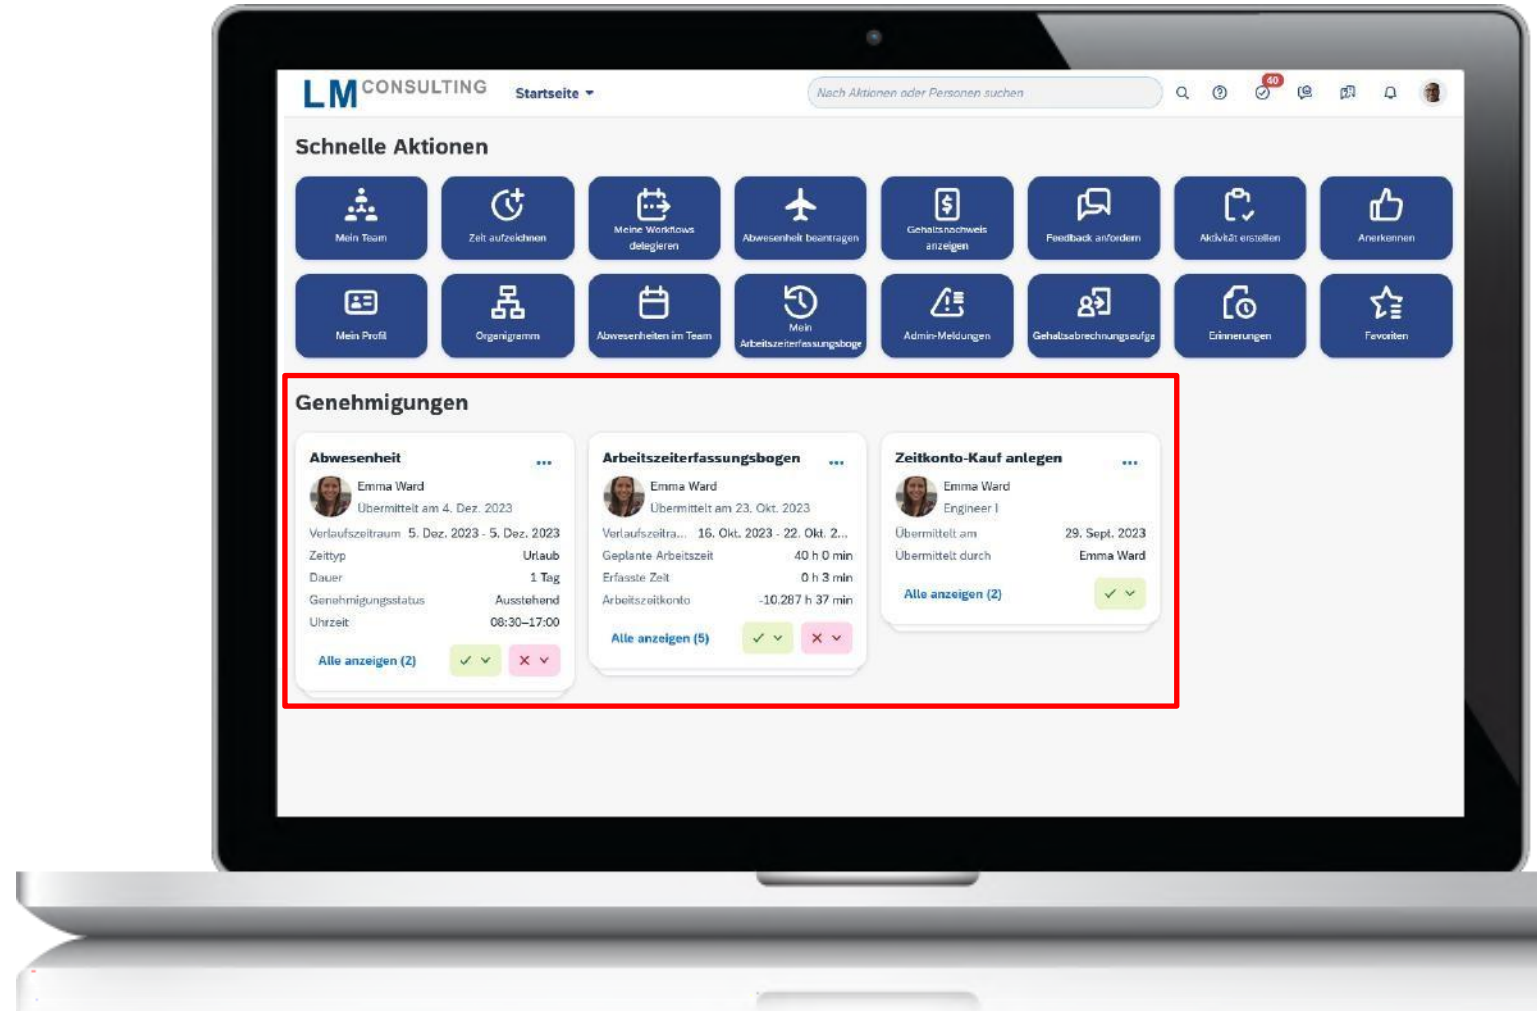 LM CONSULTING
Startseite
Nach Aktionen oder Personen suchen
40
Schnelle Aktionen
Mein Team
Zeit aufzeichnen
Meine Workflows
delegieren
Abwesenheit beantragen
Gehaltsnachweis
anzeigen
Feedback anfordern
Aktivität erstellen
Anerkennen
Mein Profil
Organigramm
Abwesenheiten im Team
Mein
Arbeitszeiterfassungsboge
Admin-Meldungen
Gehaltsabrechnungsaufga
Erinnerungen
Favoriten
Genehmigungen
Abwesenheit
Emma Ward
Übermittelt am 4. Dez. 2023
Verlaufszeitraum 5. Dez. 2023 - 5. Dez. 2023
Zeittyp Urlaub
Dauer 1 Tag
Genehmigungsstatus Ausstehend
Uhrzeit 08:30–17:00
Alle anzeigen (2)
Arbeitszeiterfassungsbogen
Emma Ward
Übermittelt am 23. Okt. 2023
Verlaufszeitra... 16. Okt. 2023 - 22. Okt. 2...
Geplante Arbeitszeit 40 h 0 min
Erfasste Zeit 0 h 3 min
Arbeitszeitkonto -10.287 h 37 min
Alle anzeigen (5)
Zeitkonto-Kauf anlegen
Emma Ward
Engineer I
Übermittelt am 29. Sept. 2023
Übermittelt durch Emma Ward
Alle anzeigen (2)